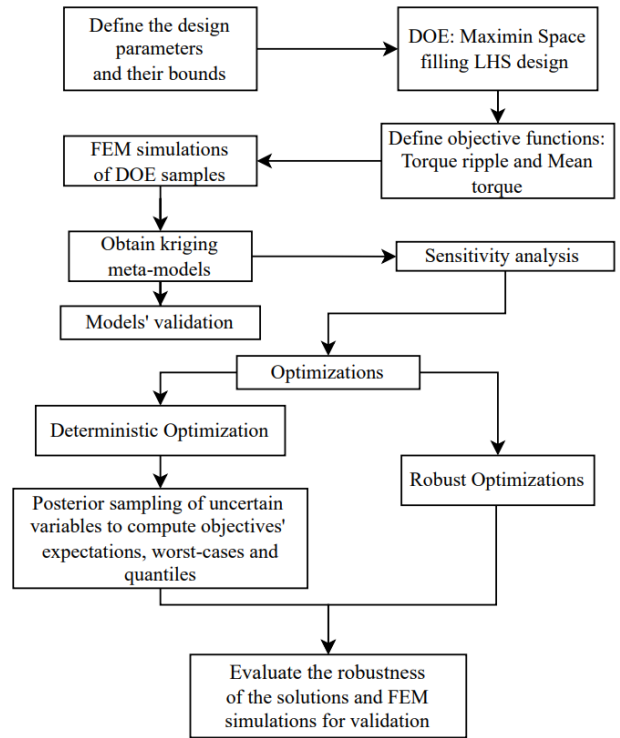 Define the design
parameters
and their bounds
DOE: Maximin Space
filling LHS design
Define objective functions:
Torque ripple and Mean
torque
FEM simulations
of DOE samples
Obtain kriging
meta-models
Sensitivity analysis
Models' validation
Optimizations
Deterministic Optimization
Robust Optimizations
Posterior sampling of uncertain
variables to compute objectives'
expectations, worst-cases and
quantiles
Evaluate the robustness
of the solutions and FEM
simulations for validation